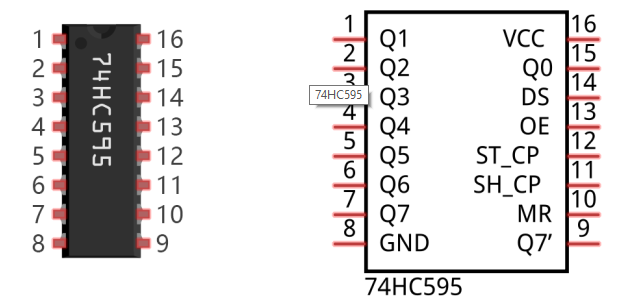 1 16
2 15
3 14
4 13
5 12
6 11
7 10
8 9
74HC595
1 Q1 VCC 16
2 Q2 Q0 15
3 Q3 DS 14
74HC595
4 Q4 OE 13
5 Q5 ST_CP 12
6 Q6 SH_CP 11
7 Q7 MR 10
8 GND Q7’ 9
74HC595